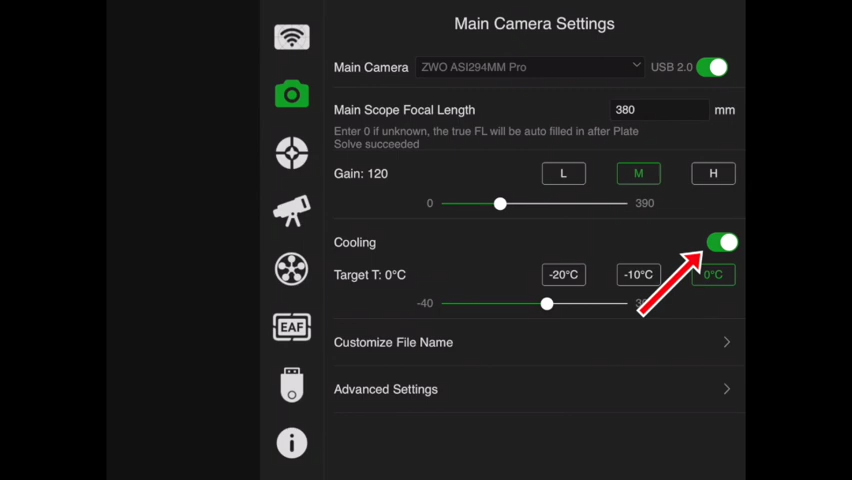 Main Camera Settings
Main Camera ZWO ASI294MM Pro USB 2.0
Main Scope Focal Length 380 mm
Enter 0 if unknown, the true FL will be auto filled in after Plate
Solve succeeded
Gain: 120 L M H
0 390
Cooling
Target T: 0°C -20°C -10°C 0°C
-40
EAF
Customize File Name
Advanced Settings